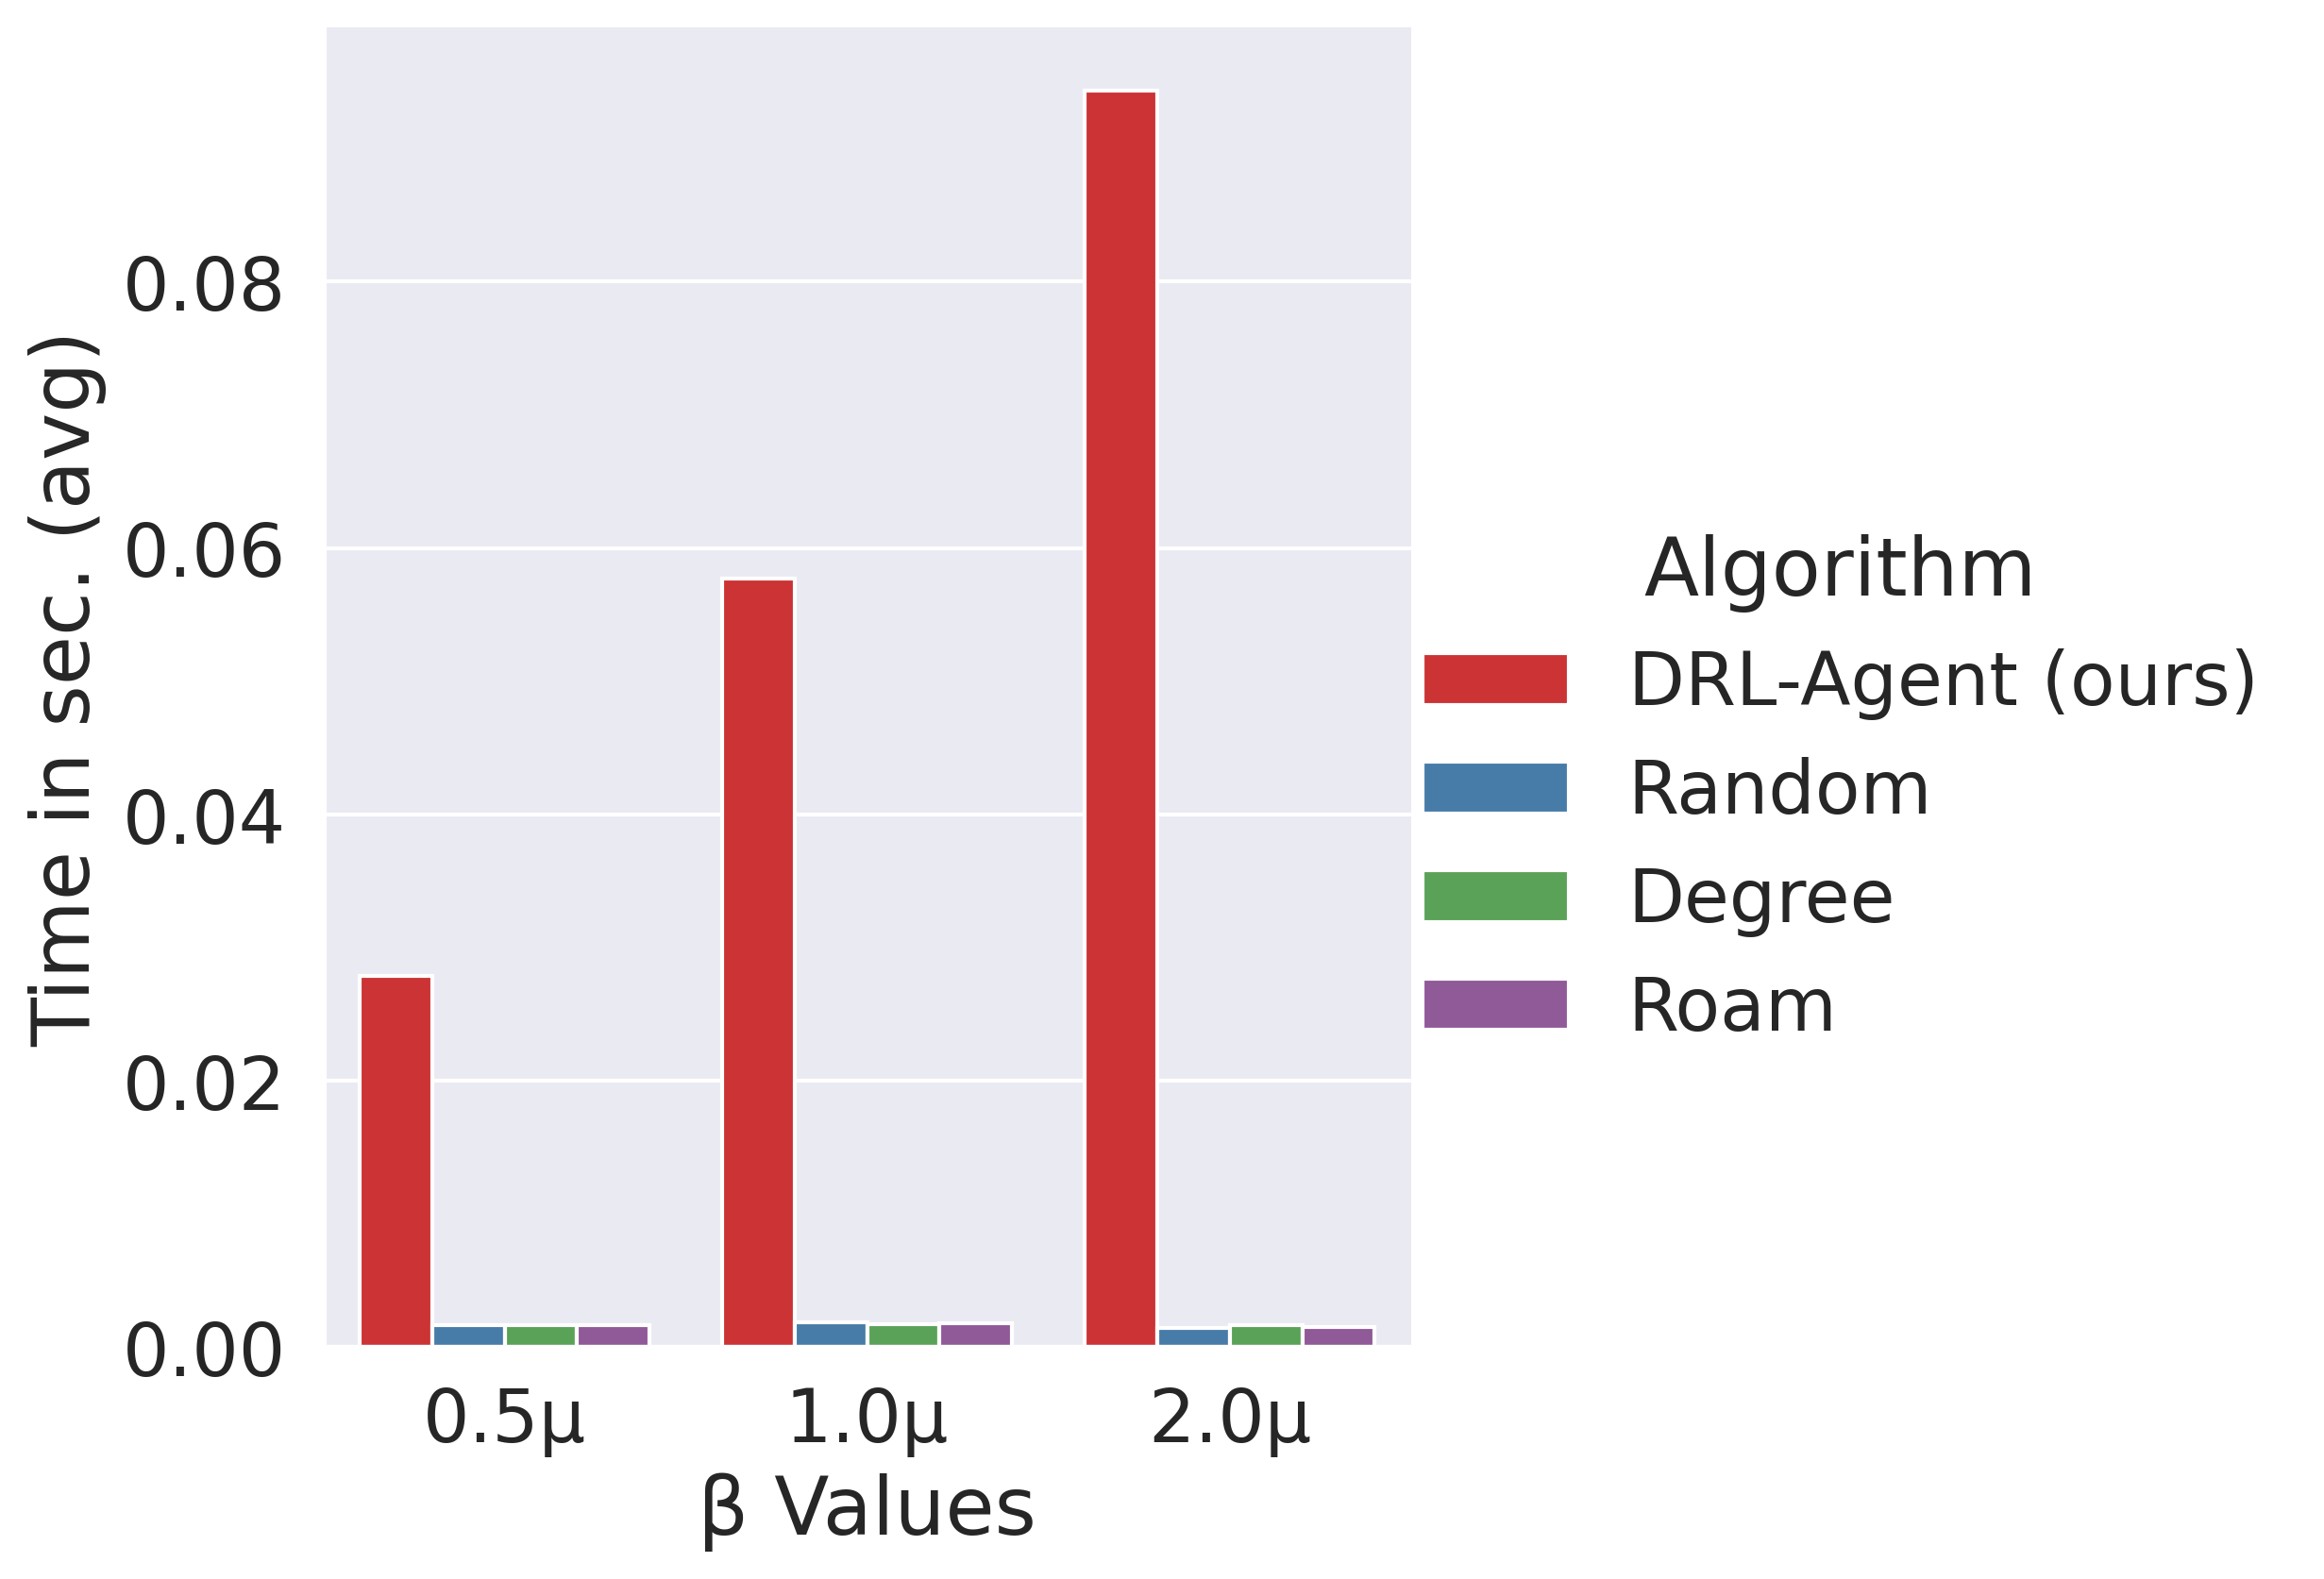 Time in sec. (avg)
0.08
0.06
0.04
0.02
0.00
0.5μ 1.0μ 2.0μ
β Values
Algorithm
DRL-Agent (ours)
Random
Degree
Roam